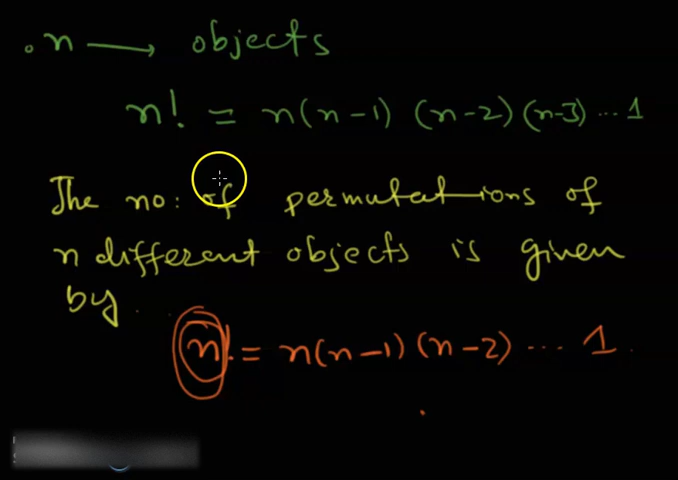 n → objects
n! = n(n-1) (n-2)(n-3)...1
The no: of permutations of
n different objects is given
by
n! = n(n-1)(n-2) ... 1